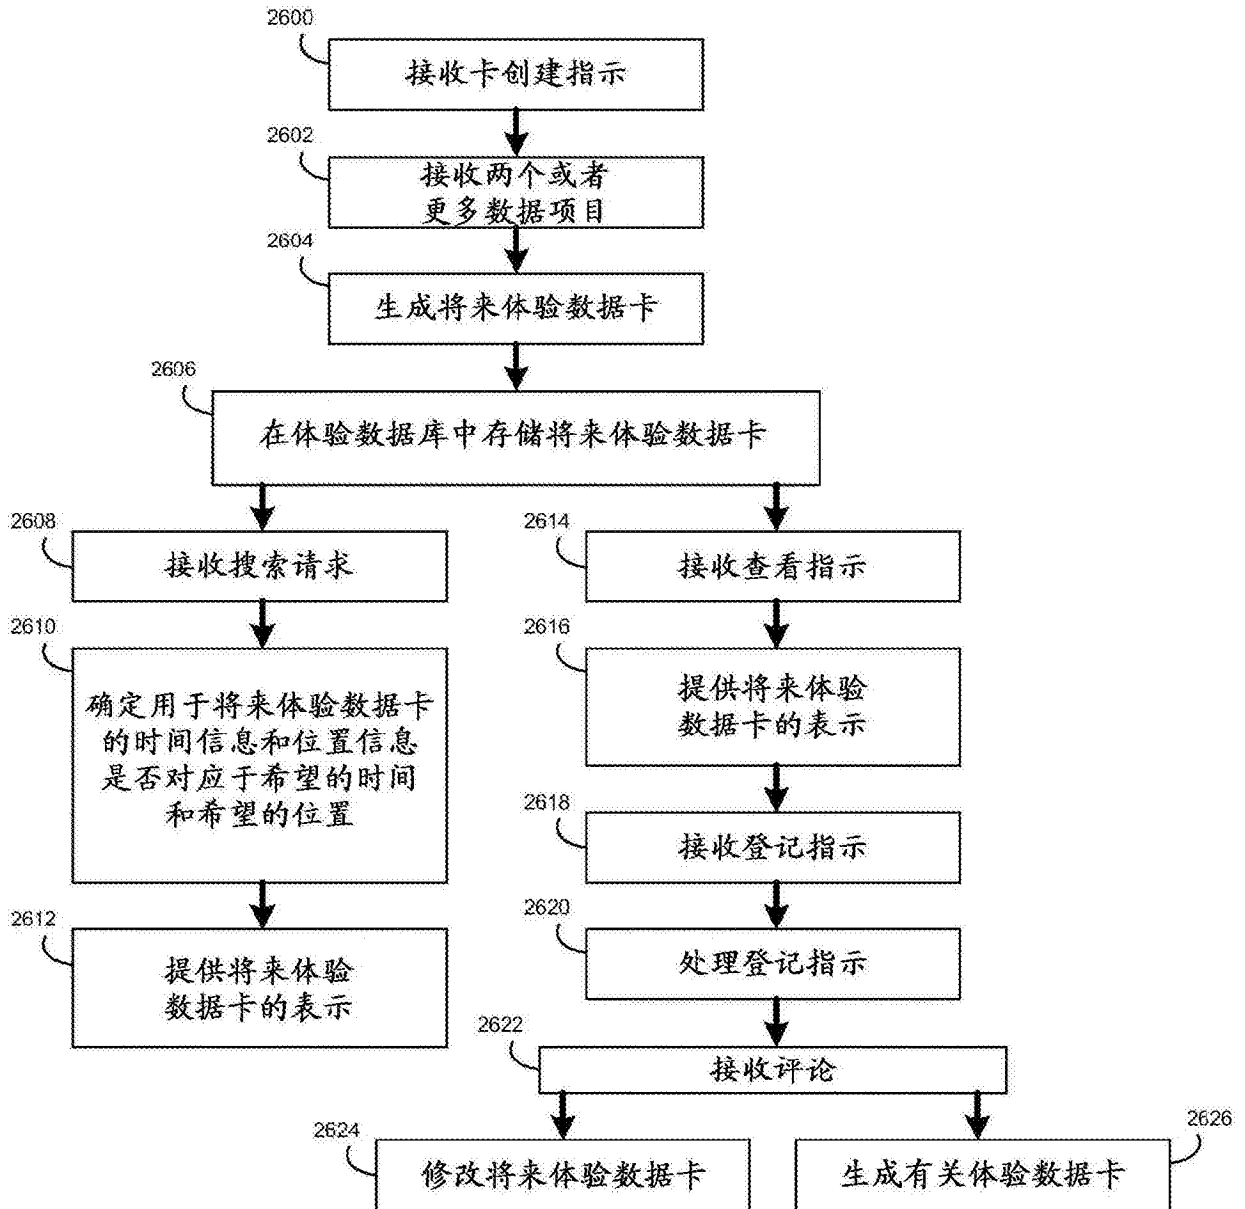 2600
接收卡创建指示
2602
接收两个或者
更多数据项目
2604
生成将来体验数据卡
2606
在体验数据库中存储将来体验数据卡
2608
接收搜索请求
2610
确定用于将来体验数据卡
的时间信息和位置信息
是否对应于希望的时间
和希望的位置
2612
提供将来体验
数据卡的表示
2614
接收查看指示
2616
提供将来体验
数据卡的表示
2618
接收登记指示
2620
处理登记指示
2622
接收评论
2624
修改将来体验数据卡
2626
生成有关体验数据卡